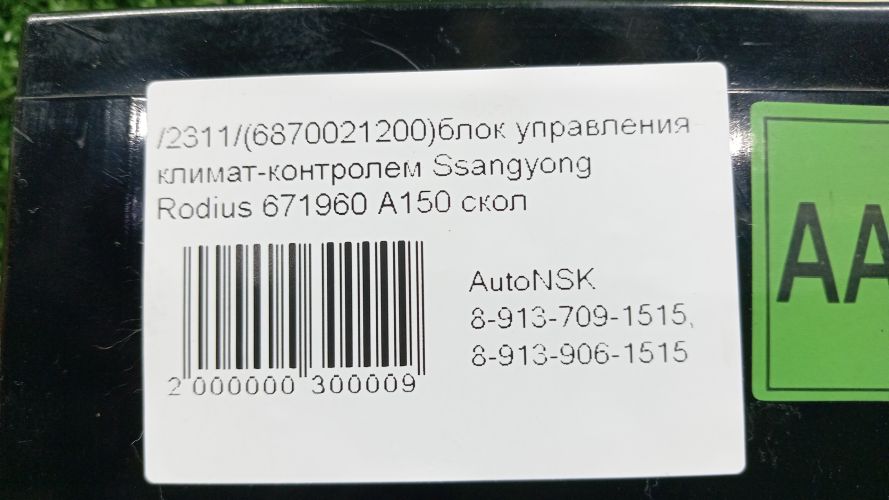 /2311/(6870021200)блок управления
климат-контролем Ssangyong
Rodius 671960 A150 скол
AutoNSK
8-913-709-1515,
8-913-906-1515
2 000000 300009
AA